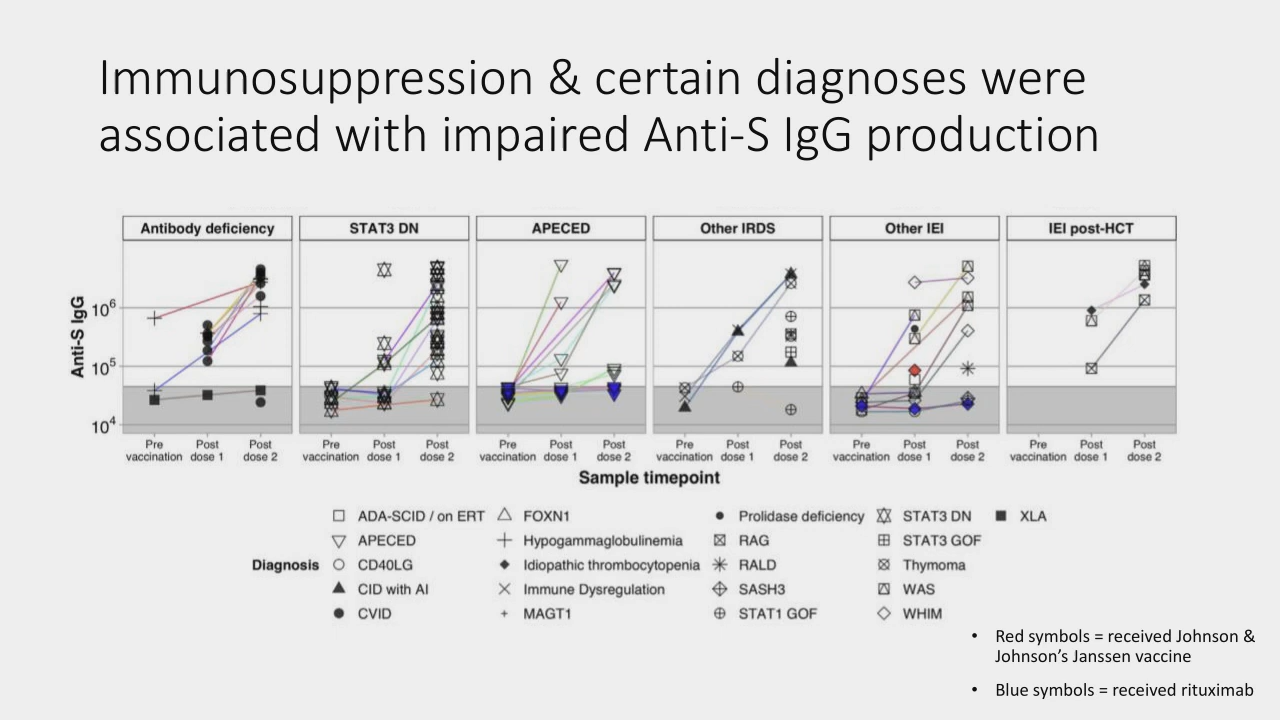 Immunosuppression & certain diagnoses were
associated with impaired Anti-S IgG production
Antibody deficiency
STAT3 DN
APECED
Other IRDS
Other IEI
IEI post-HCT
Anti-S IgG
10⁶
10⁵
10⁴
Pre vaccination
Post dose 1
Post dose 2
Pre vaccination
Post dose 1
Post dose 2
Pre vaccination
Post dose 1
Post dose 2
Pre vaccination
Post dose 1
Post dose 2
Pre vaccination
Post dose 1
Post dose 2
Pre vaccination
Post dose 1
Post dose 2
Sample timepoint
Diagnosis
ADA-SCID / on ERT
APECED
CD40LG
CID with AI
CVID
FOXN1
Hypogammaglobulinemia
Idiopathic thrombocytopenia
Immune Dysregulation
MAGT1
Prolidase deficiency
RAG
RALD
SASH3
STAT1 GOF
STAT3 DN
STAT3 GOF
Thymoma
WAS
WHIM
XLA
• Red symbols = received Johnson &
Johnson's Janssen vaccine
• Blue symbols = received rituximab